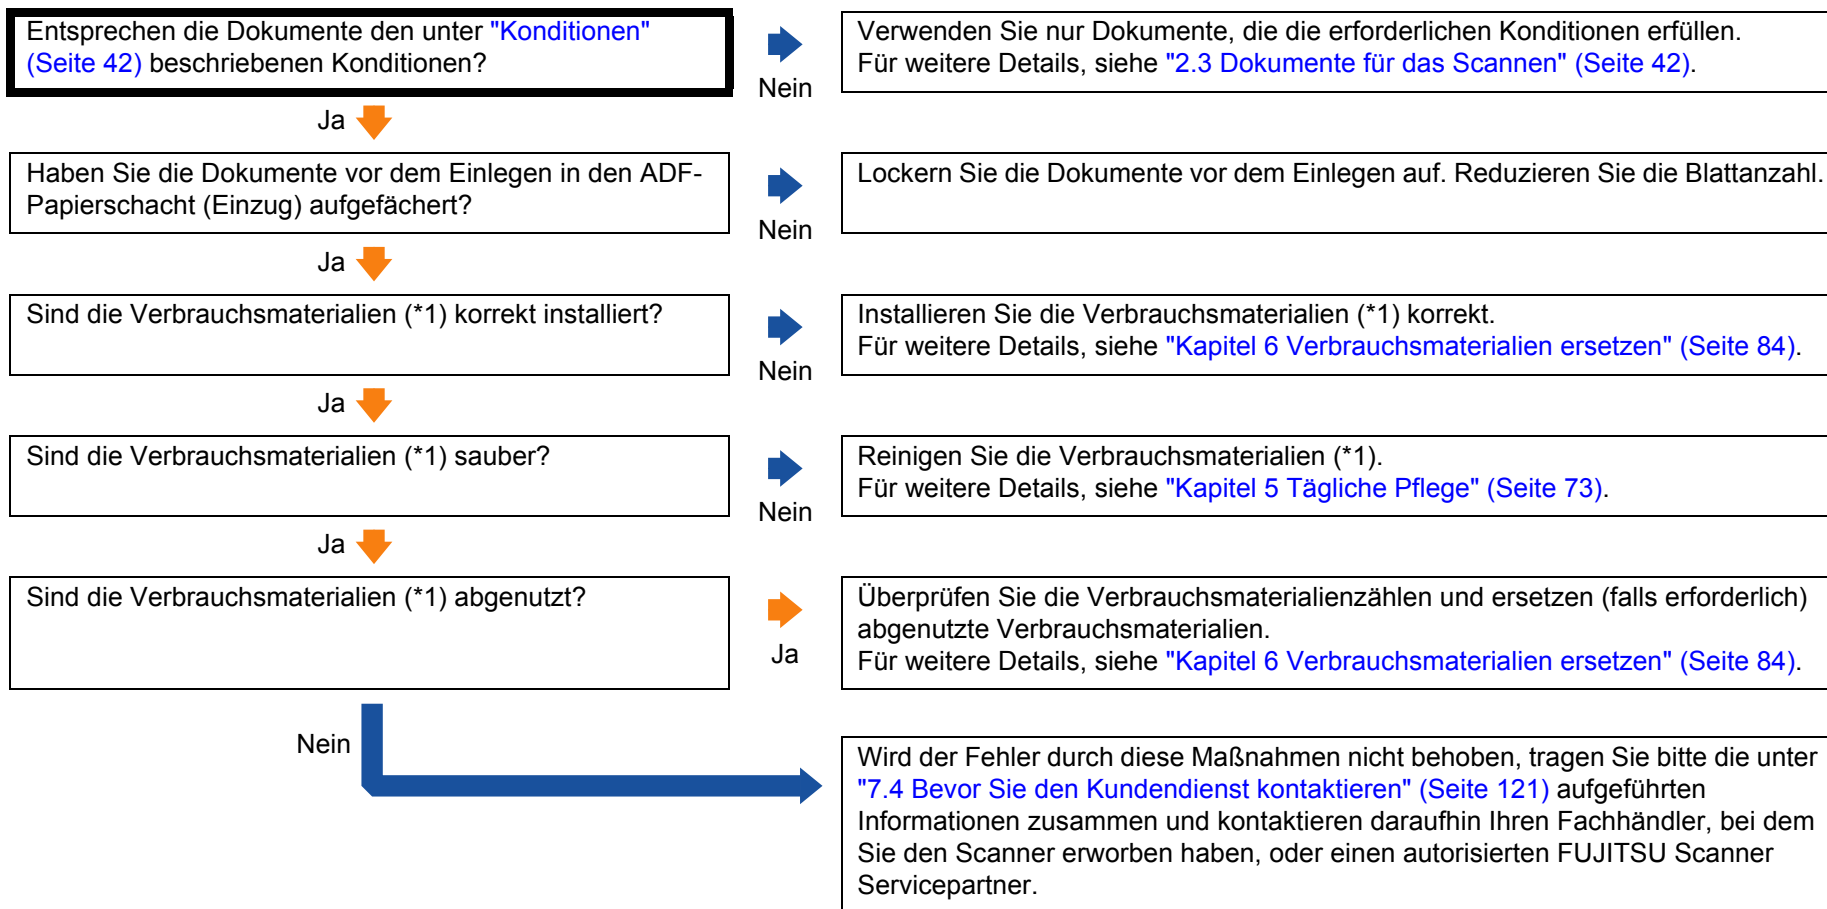 Entsprechen die Dokumente den unter "Konditionen"
(Seite 42) beschriebenen Konditionen?
Nein
Verwenden Sie nur Dokumente, die die erforderlichen Konditionen erfüllen.
Für weitere Details, siehe "2.3 Dokumente für das Scannen" (Seite 42).
Ja
Haben Sie die Dokumente vor dem Einlegen in den ADF-
Papierschacht (Einzug) aufgefächert?
Nein
Lockern Sie die Dokumente vor dem Einlegen auf. Reduzieren Sie die Blattanzahl.
Ja
Sind die Verbrauchsmaterialien (*1) korrekt installiert?
Nein
Installieren Sie die Verbrauchsmaterialien (*1) korrekt.
Für weitere Details, siehe "Kapitel 6 Verbrauchsmaterialien ersetzen" (Seite 84).
Ja
Sind die Verbrauchsmaterialien (*1) sauber?
Nein
Reinigen Sie die Verbrauchsmaterialien (*1).
Für weitere Details, siehe "Kapitel 5 Tägliche Pflege" (Seite 73).
Ja
Sind die Verbrauchsmaterialien (*1) abgenutzt?
Ja
Überprüfen Sie die Verbrauchsmaterialienzählen und ersetzen (falls erforderlich)
abgenutzte Verbrauchsmaterialien.
Für weitere Details, siehe "Kapitel 6 Verbrauchsmaterialien ersetzen" (Seite 84).
Nein
Wird der Fehler durch diese Maßnahmen nicht behoben, tragen Sie bitte die unter
"7.4 Bevor Sie den Kundendienst kontaktieren" (Seite 121) aufgeführten
Informationen zusammen und kontaktieren daraufhin Ihren Fachhändler, bei dem
Sie den Scanner erworben haben, oder einen autorisierten FUJITSU Scanner
Servicepartner.